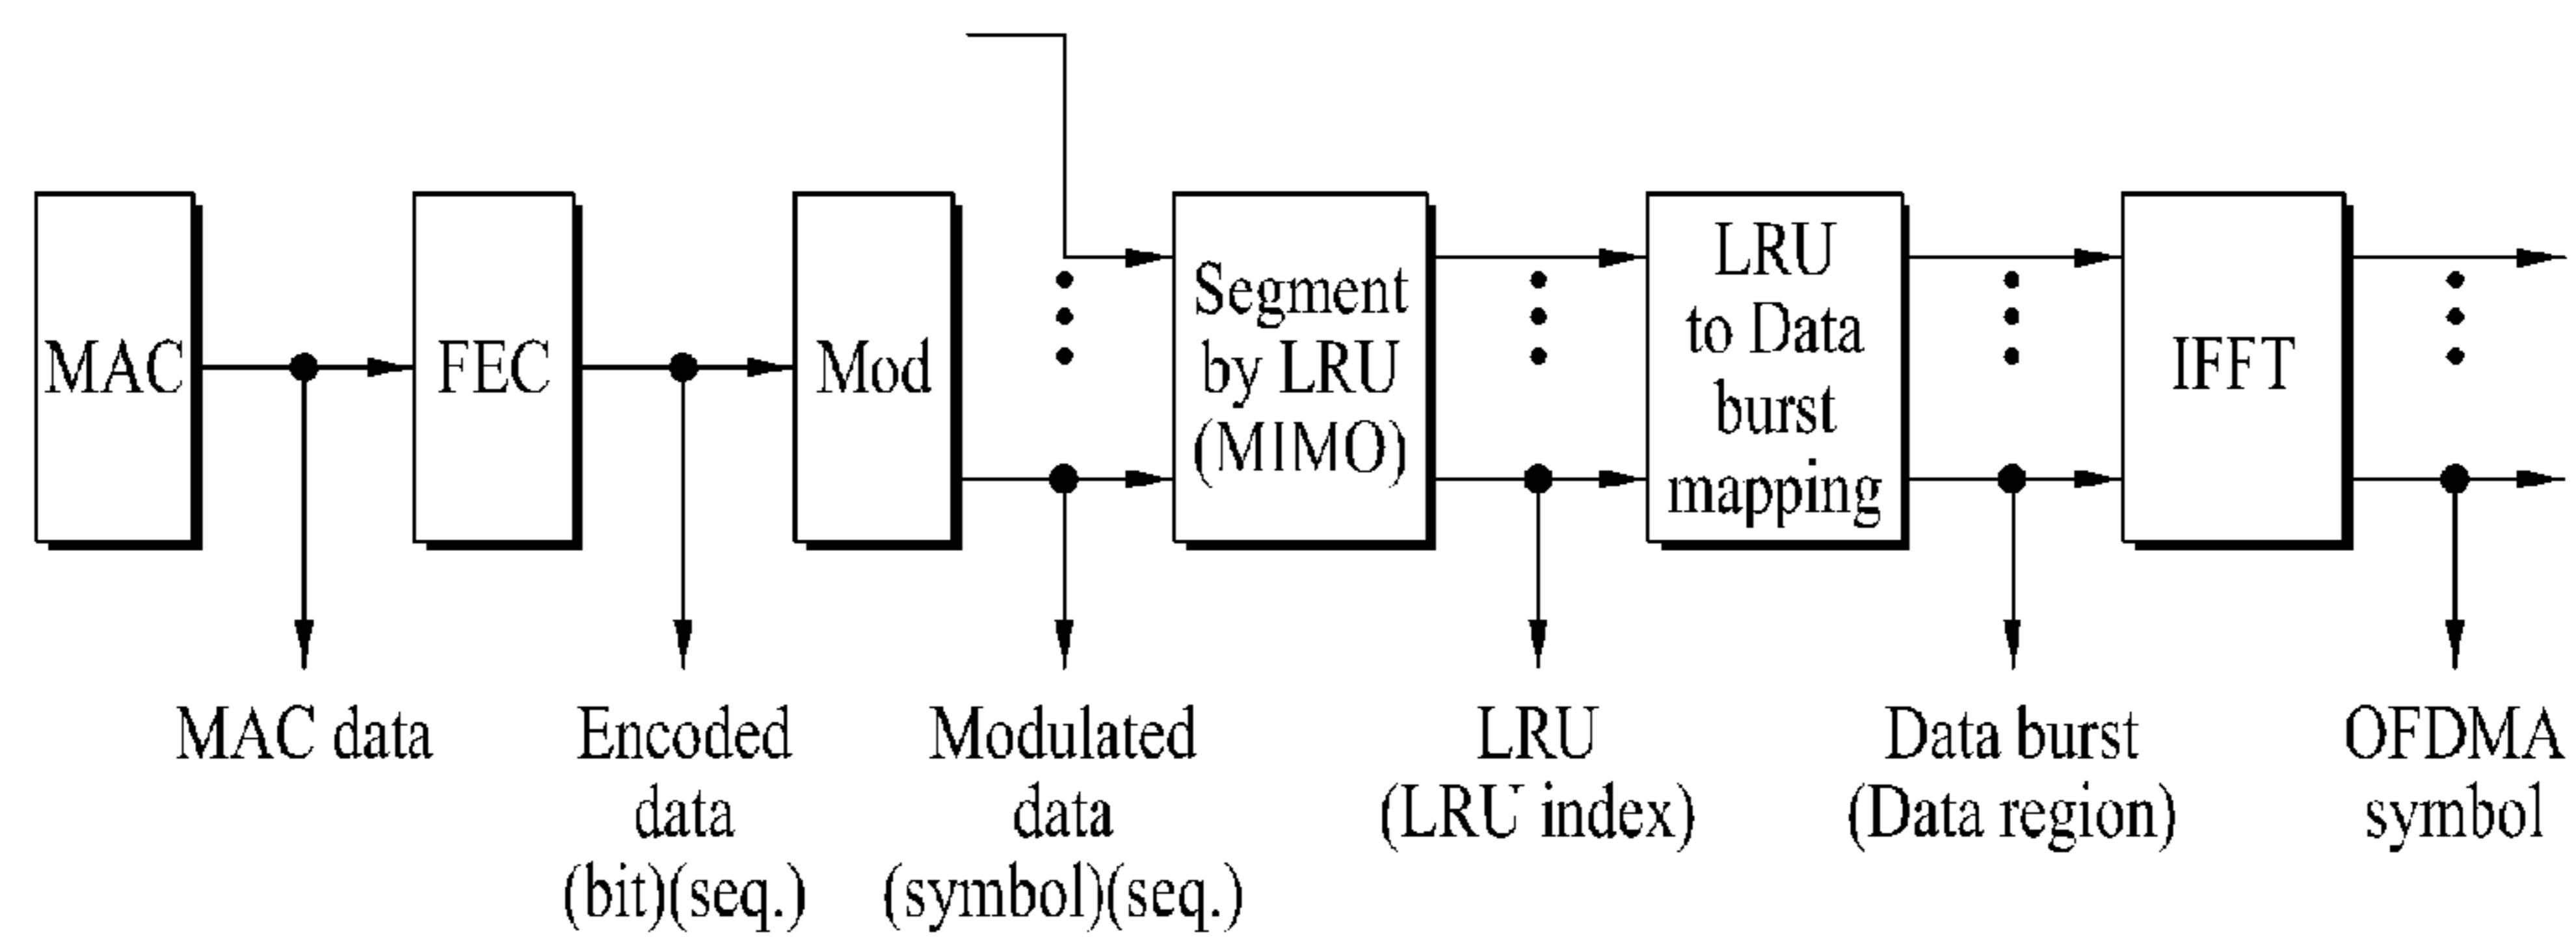 MAC
FEC
Mod
Segment
by LRU
(MIMO)
LRU
to Data
burst
mapping
IFFT
MAC data
Encoded
data
(bit)(seq.)
Modulated
data
(symbol)(seq.)
LRU
(LRU index)
Data burst
(Data region)
OFDMA
symbol